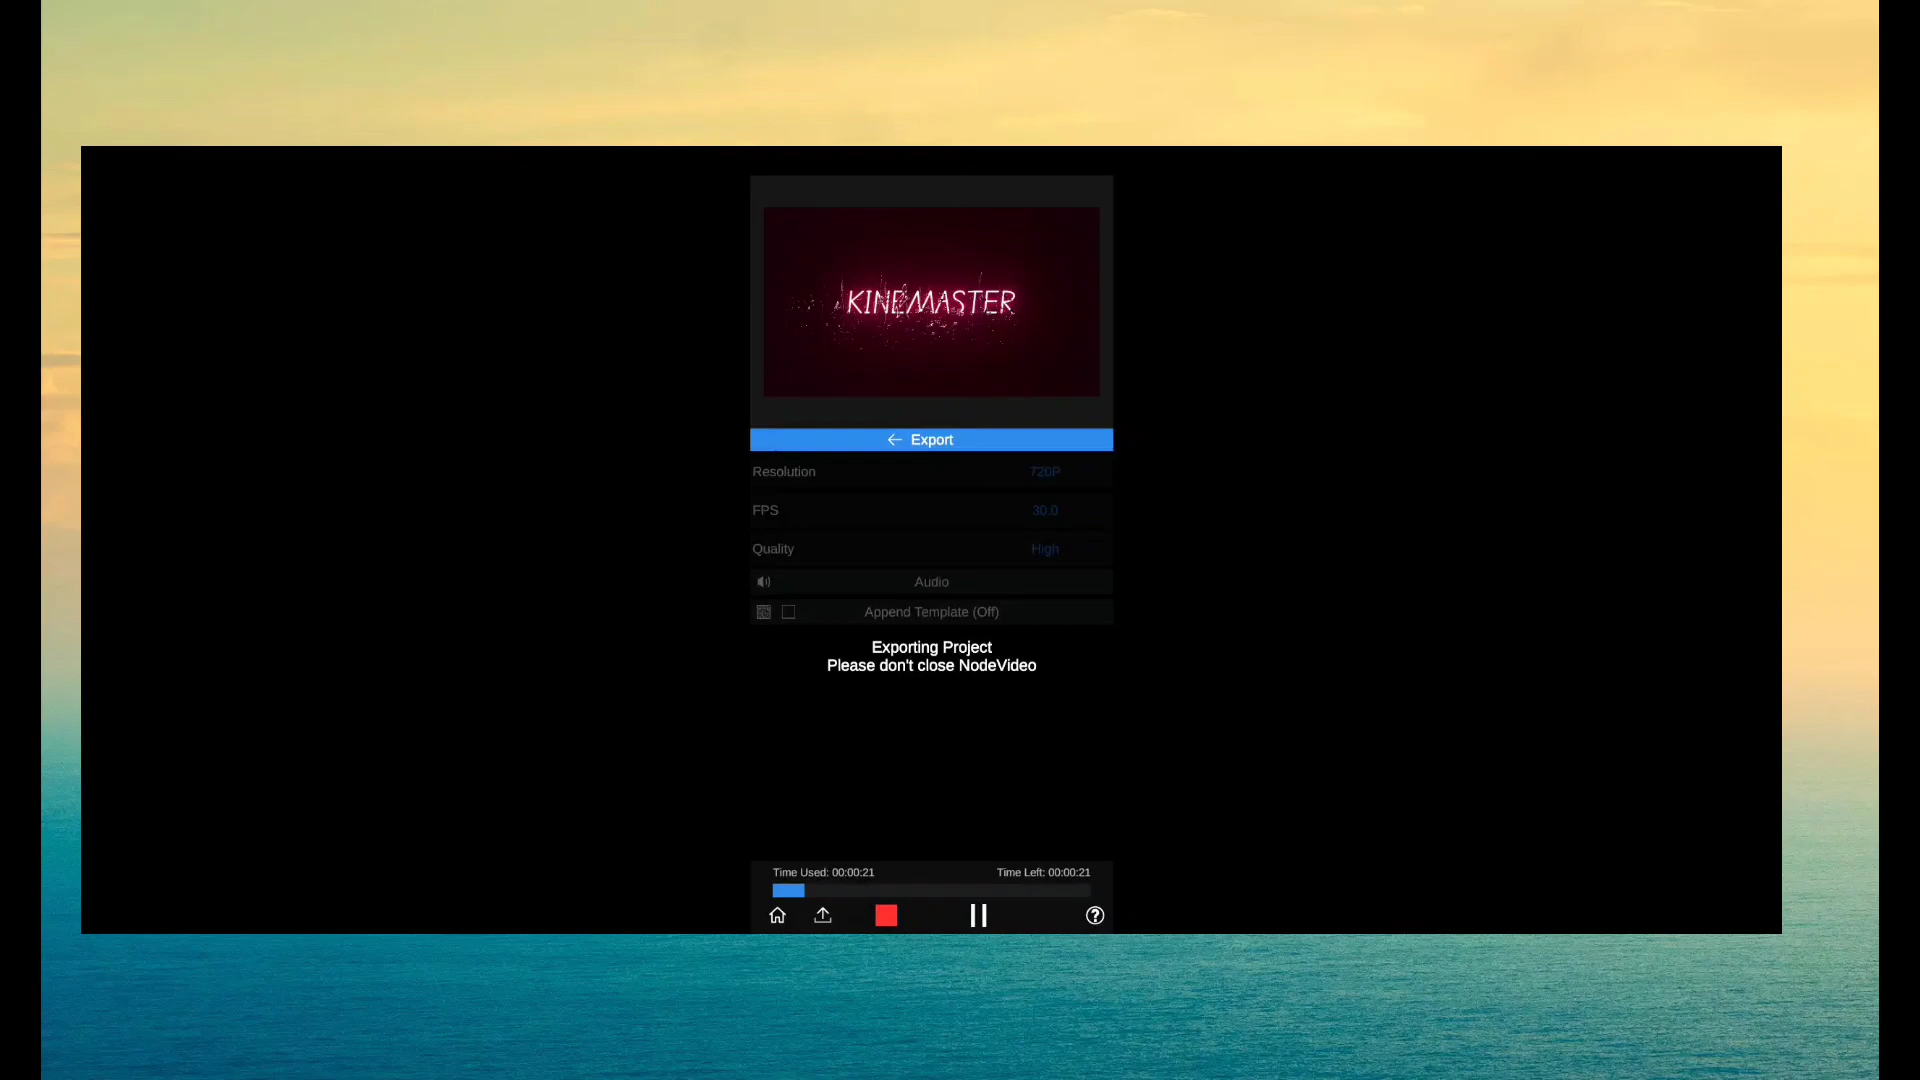 KINEMASTER
Export
Resolution 720P
FPS 30.0
Quality High
Audio
Append Template (Off)
Exporting Project
Please don't close NodeVideo
Time Used: 00:00:21 Time Left: 00:00:21